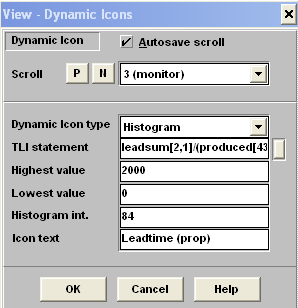 View - Dynamic Icons
Dynamic Icon
Autosave scroll
Scroll P N 3 (monitor)
Dynamic Icon type Histogram
TLI statement leadsum[2,1]/(produced[43
Highest value 2000
Lowest value 0
Histogram int. 84
Icon text Leadtime (prop)
OK Cancel Help